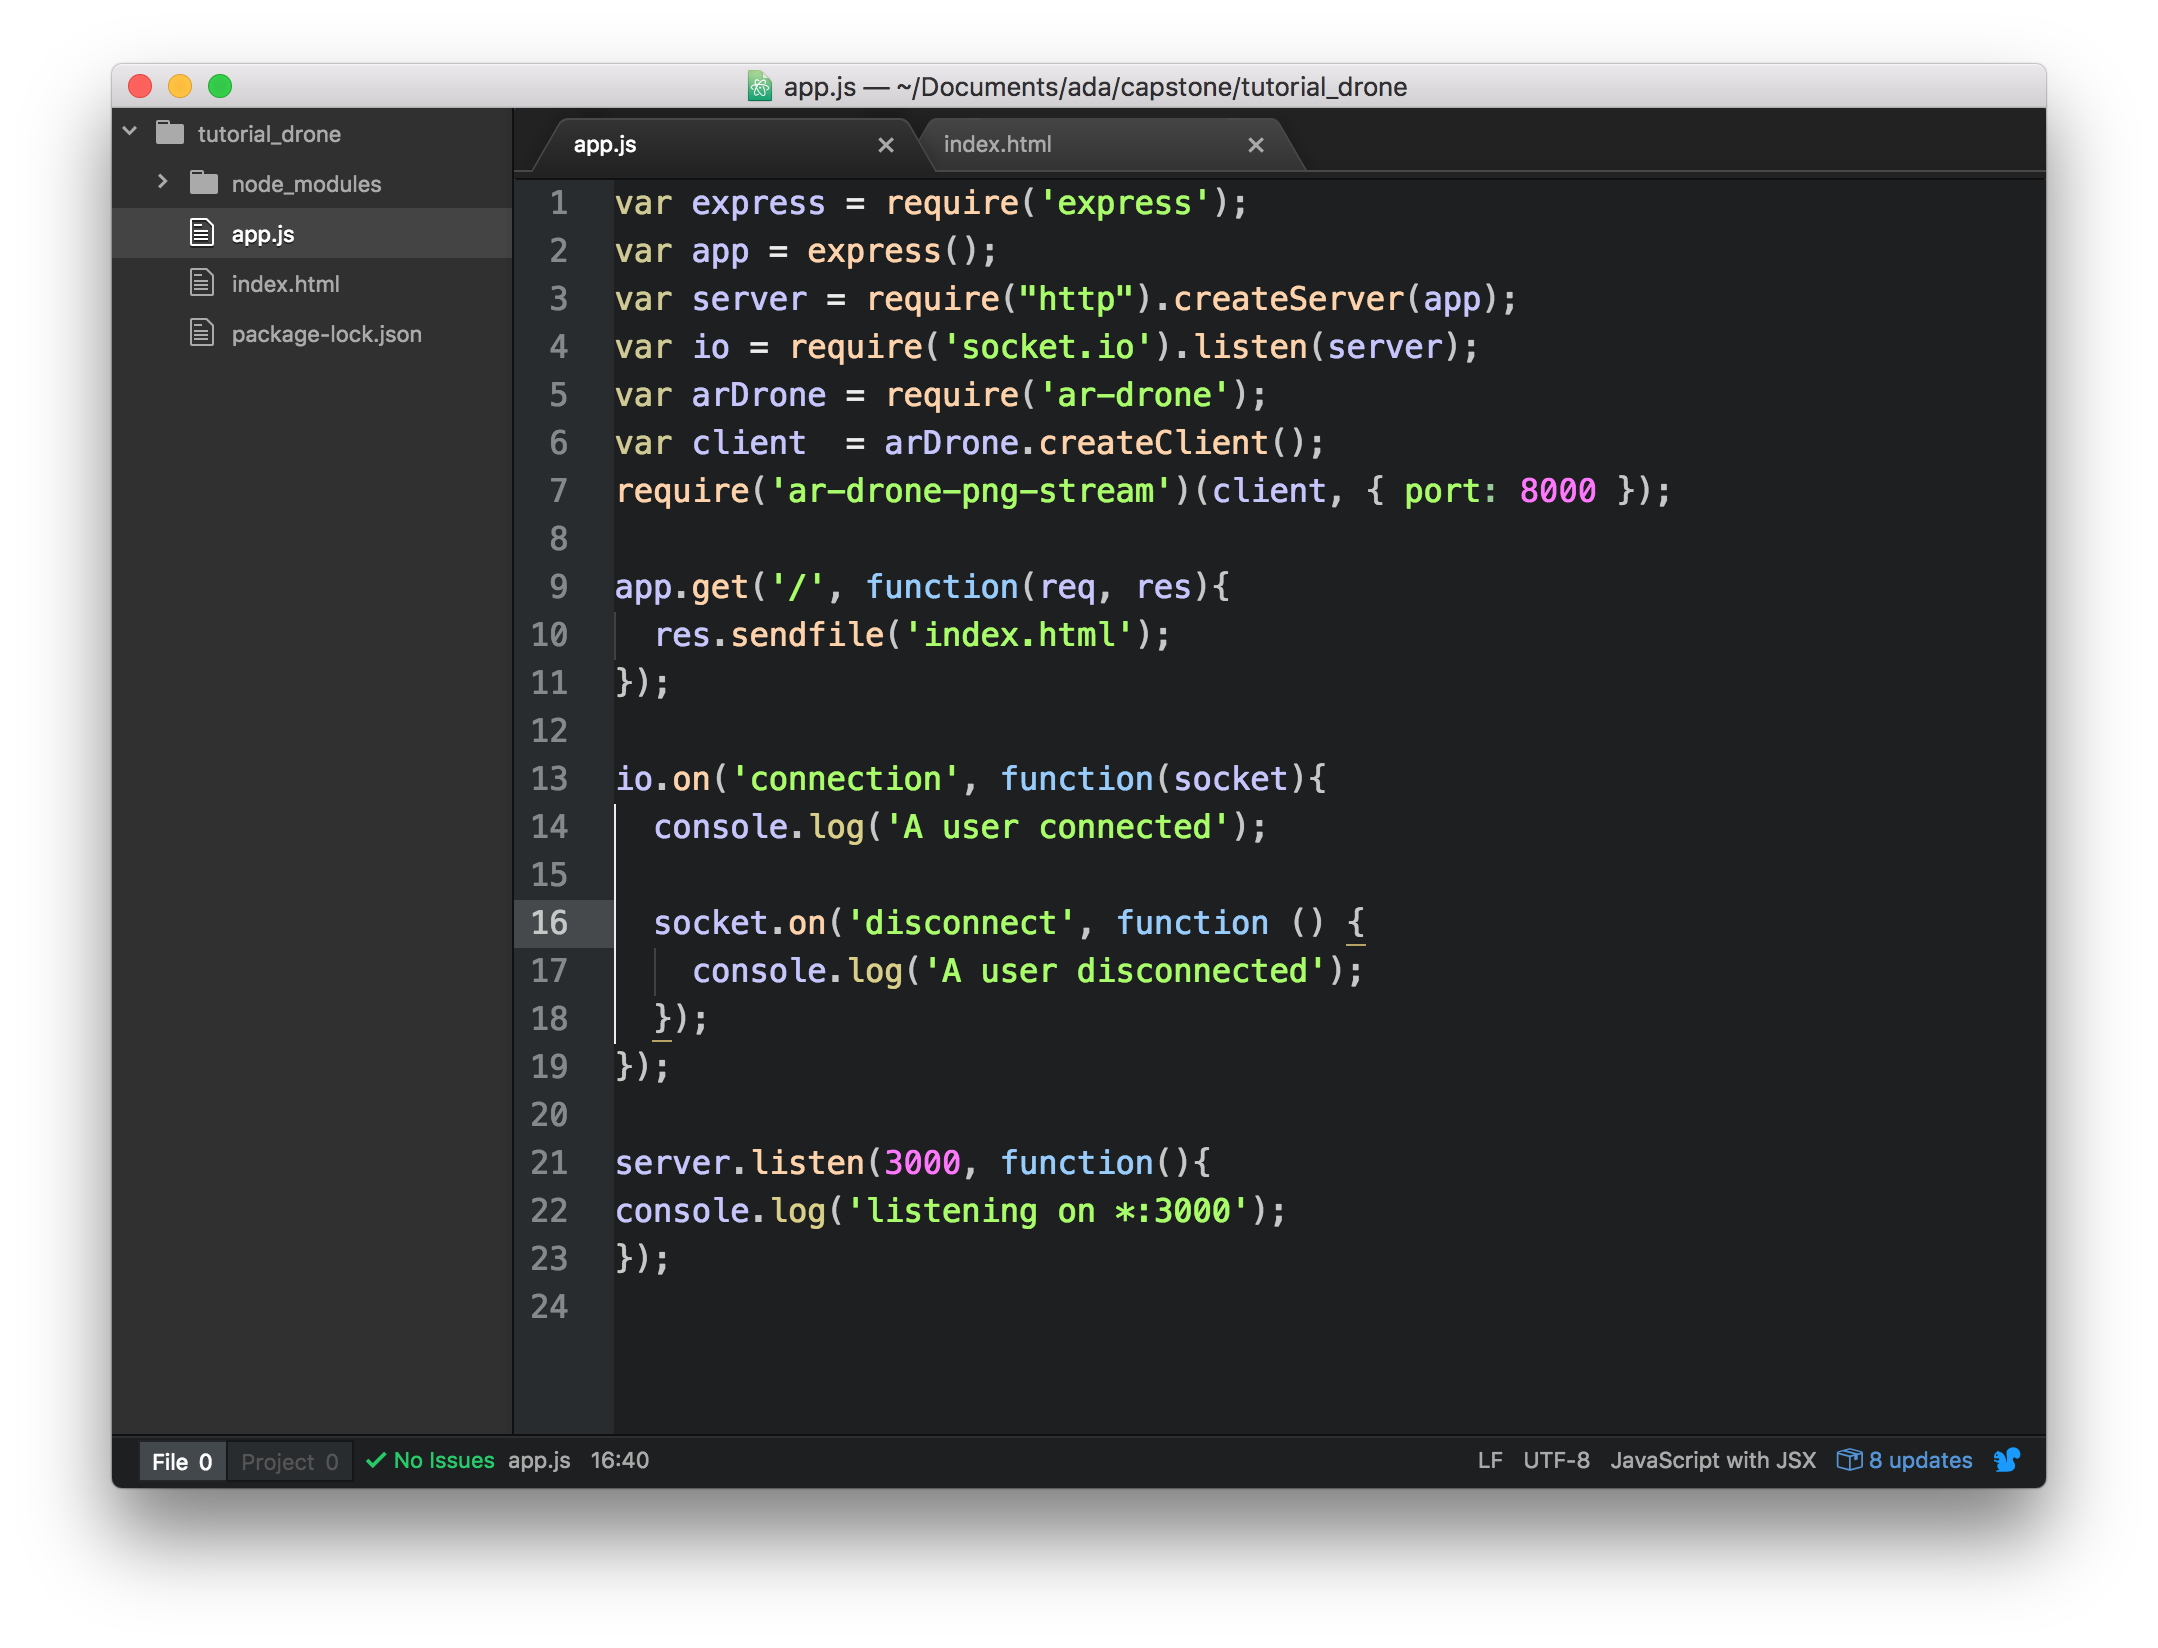 app.js — ~/Documents/ada/capstone/tutorial_drone
tutorial_drone
node_modules
app.js
index.html
package-lock.json
app.js
index.html
1 var express = require('express');
2 var app = express();
3 var server = require("http").createServer(app);
4 var io = require('socket.io').listen(server);
5 var arDrone = require('ar-drone');
6 var client  = arDrone.createClient();
7 require('ar-drone-png-stream')(client, { port: 8000 });
8
9 app.get('/', function(req, res){
10   res.sendfile('index.html');
11 });
12
13 io.on('connection', function(socket){
14   console.log('A user connected');
15
16   socket.on('disconnect', function () {
17     console.log('A user disconnected');
18   });
19 });
20
21 server.listen(3000, function(){
22 console.log('listening on *:3000');
23 });
24
File 0 Project 0 No Issues app.js 16:40 LF UTF-8 JavaScript with JSX 8 updates